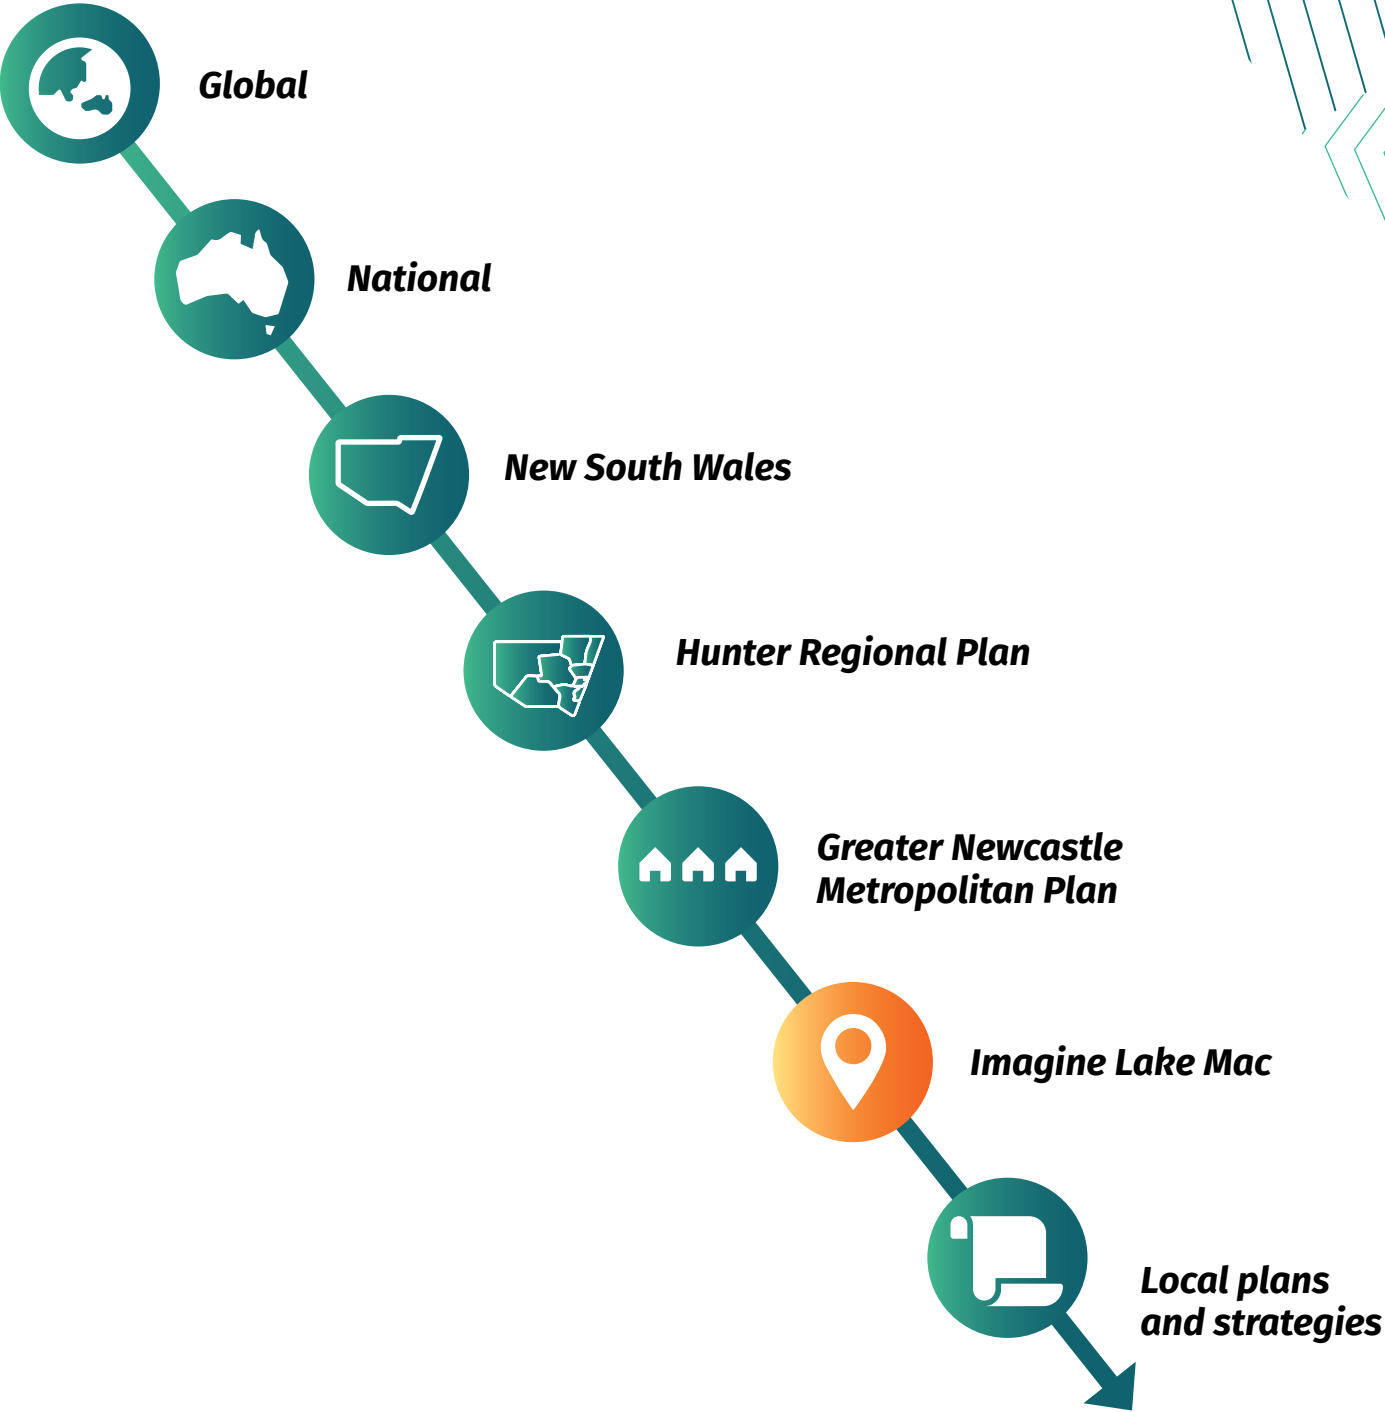 Global
National
New South Wales
Hunter Regional Plan
Greater Newcastle
Metropolitan Plan
Imagine Lake Mac
Local plans
and strategies